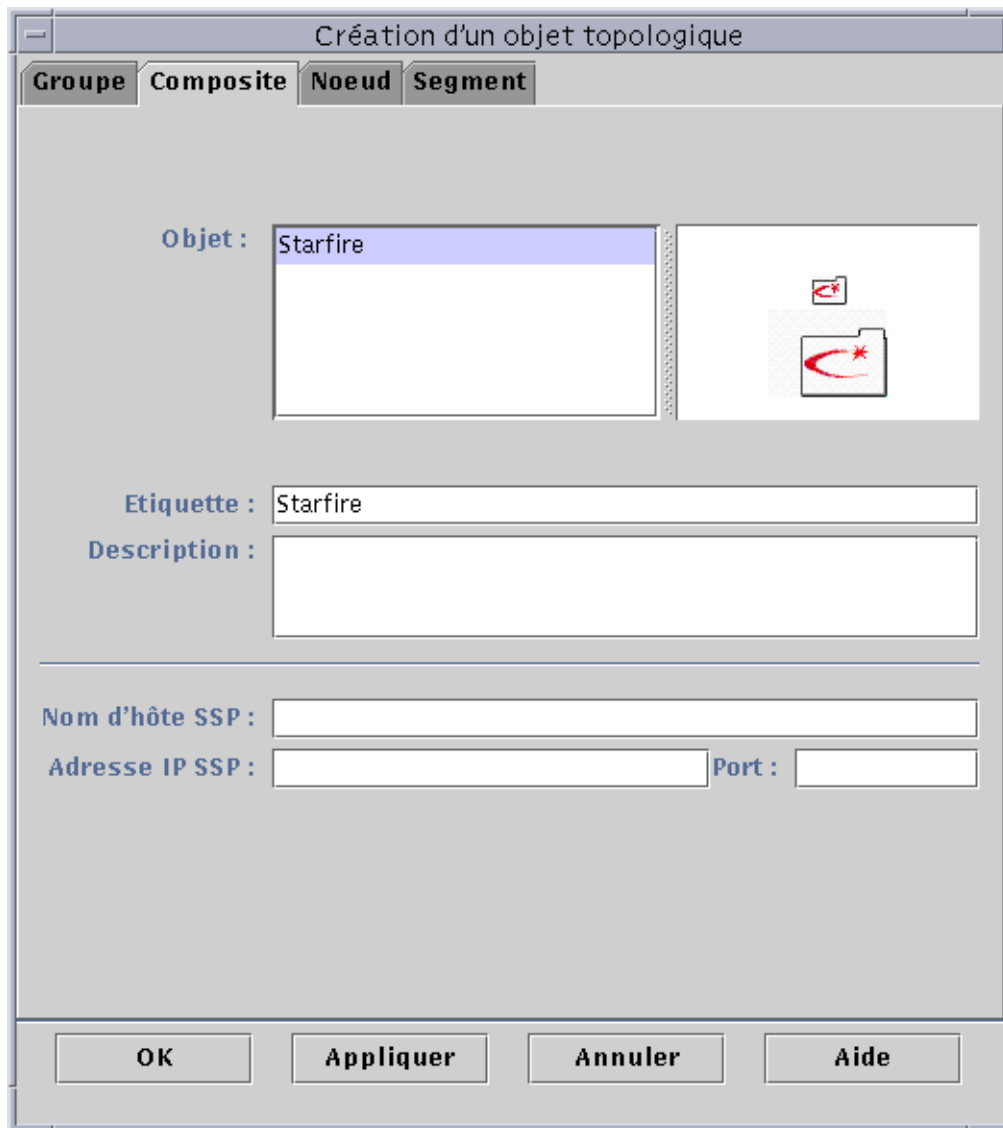 Création d'un objet topologique
Groupe Composite Noeud Segment
Objet : Starfire
Etiquette : Starfire
Description :
Nom d'hôte SSP :
Adresse IP SSP : Port :
OK Appliquer Annuler Aide